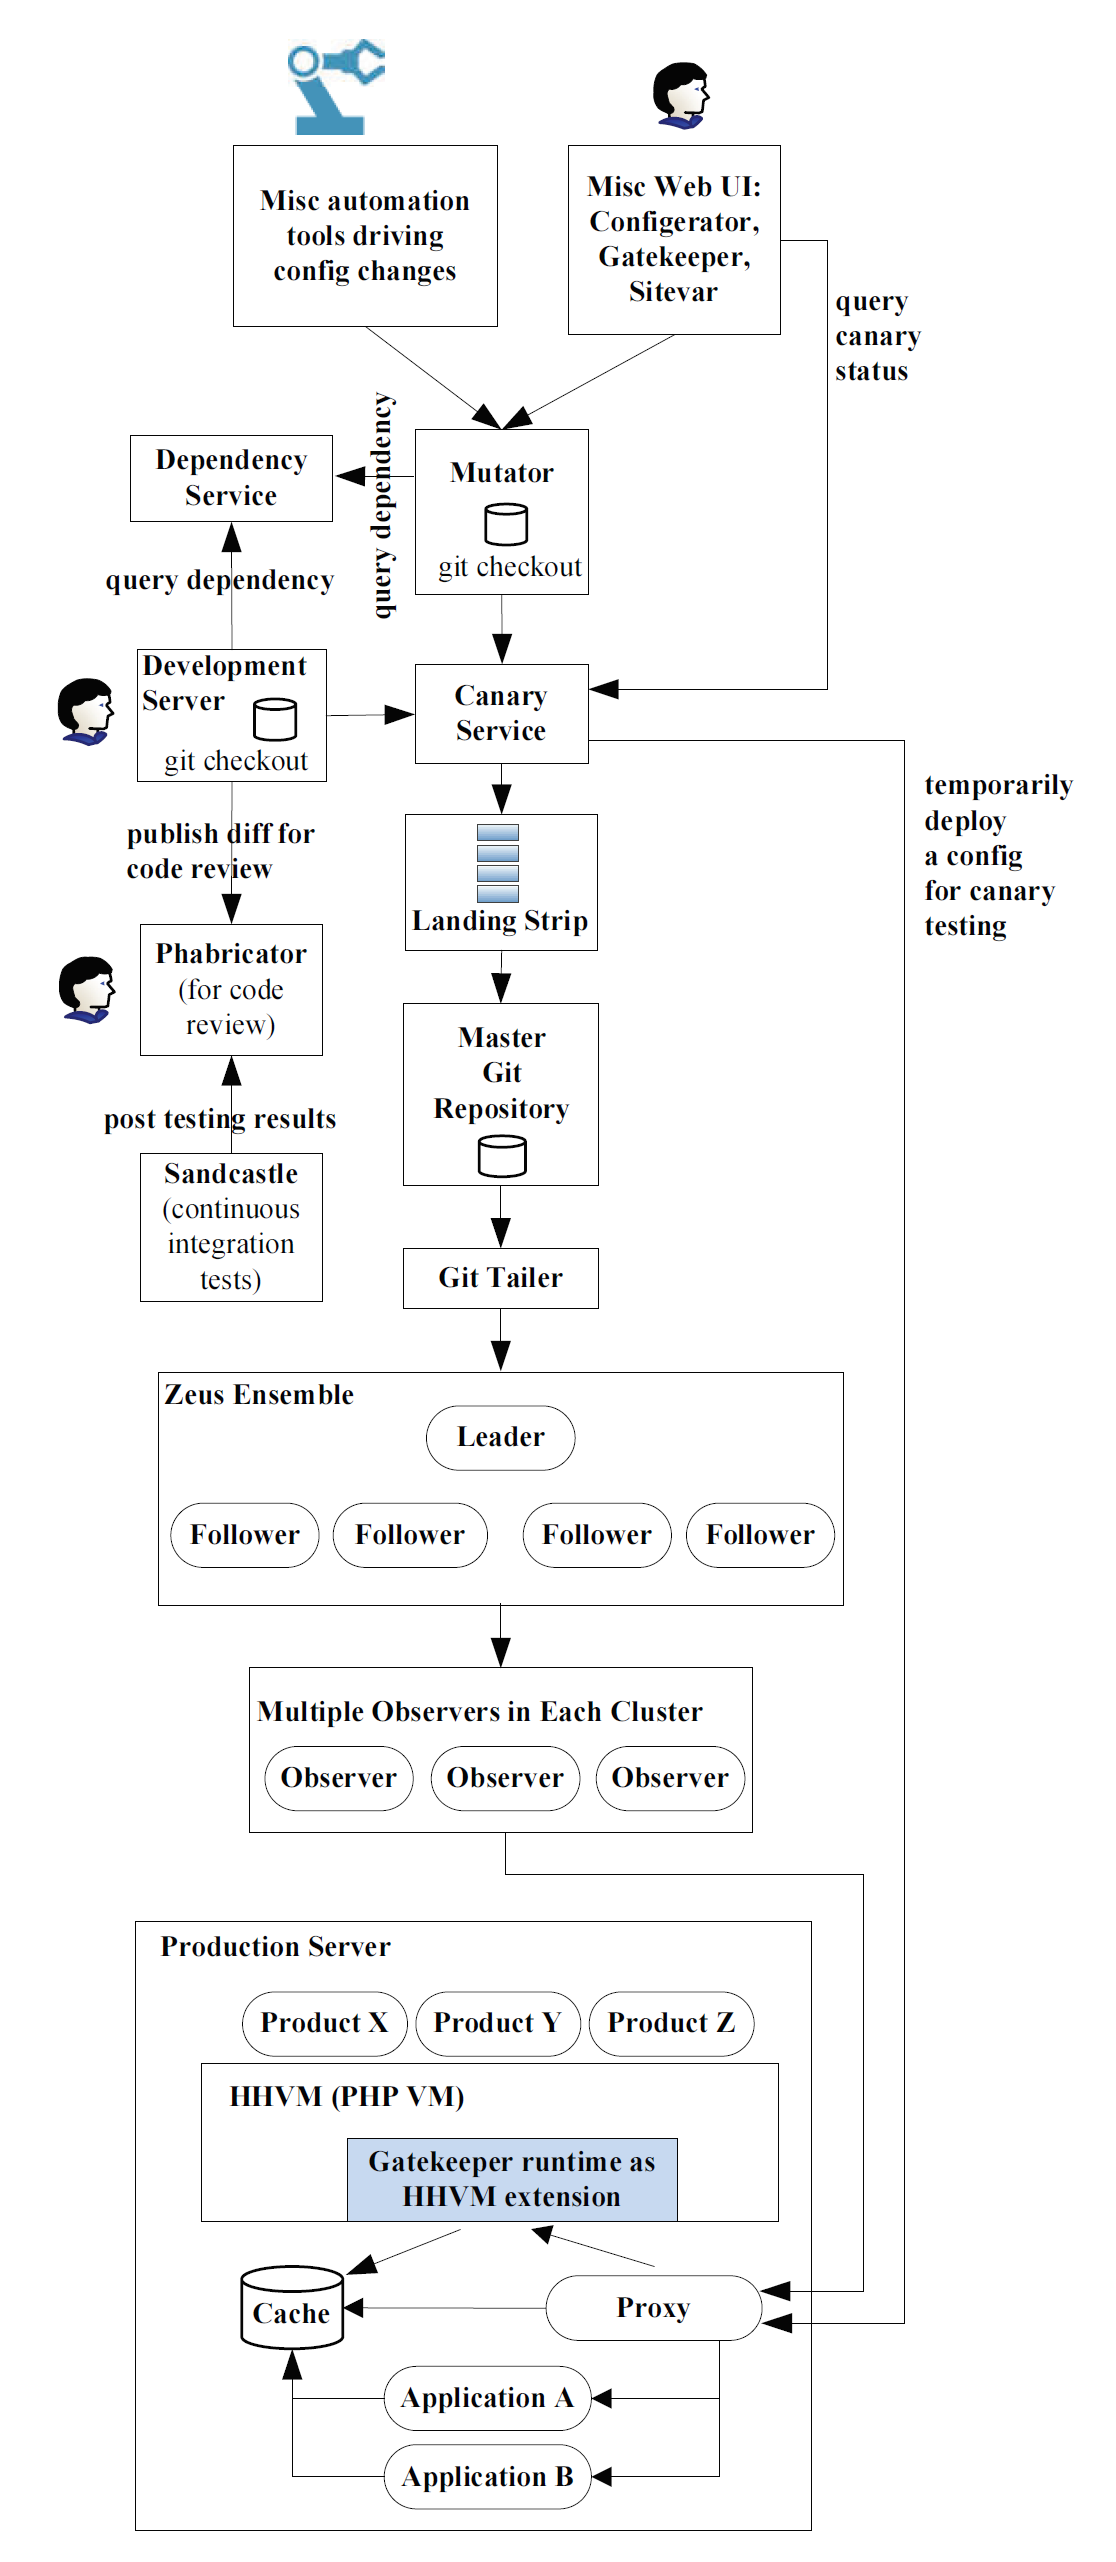 Misc automation
tools driving
config changes
Misc Web UI:
Configerator,
Gatekeeper,
Sitevar
query
canary
status
Dependency
Service
query dependency
Mutator
git checkout
query dependency
Development
Server
git checkout
Canary
Service
publish diff for
code review
Landing Strip
temporarily
deploy
a config
for canary
testing
Phabricator
(for code
review)
Master
Git
Repository
post testing results
Sandcastle
(continuous
integration
tests)
Git Tailer
Zeus Ensemble
Leader
Follower
Follower
Follower
Follower
Multiple Observers in Each Cluster
Observer
Observer
Observer
Production Server
Product X
Product Y
Product Z
HHVM (PHP VM)
Gatekeeper runtime as
HHVM extension
Cache
Proxy
Application A
Application B